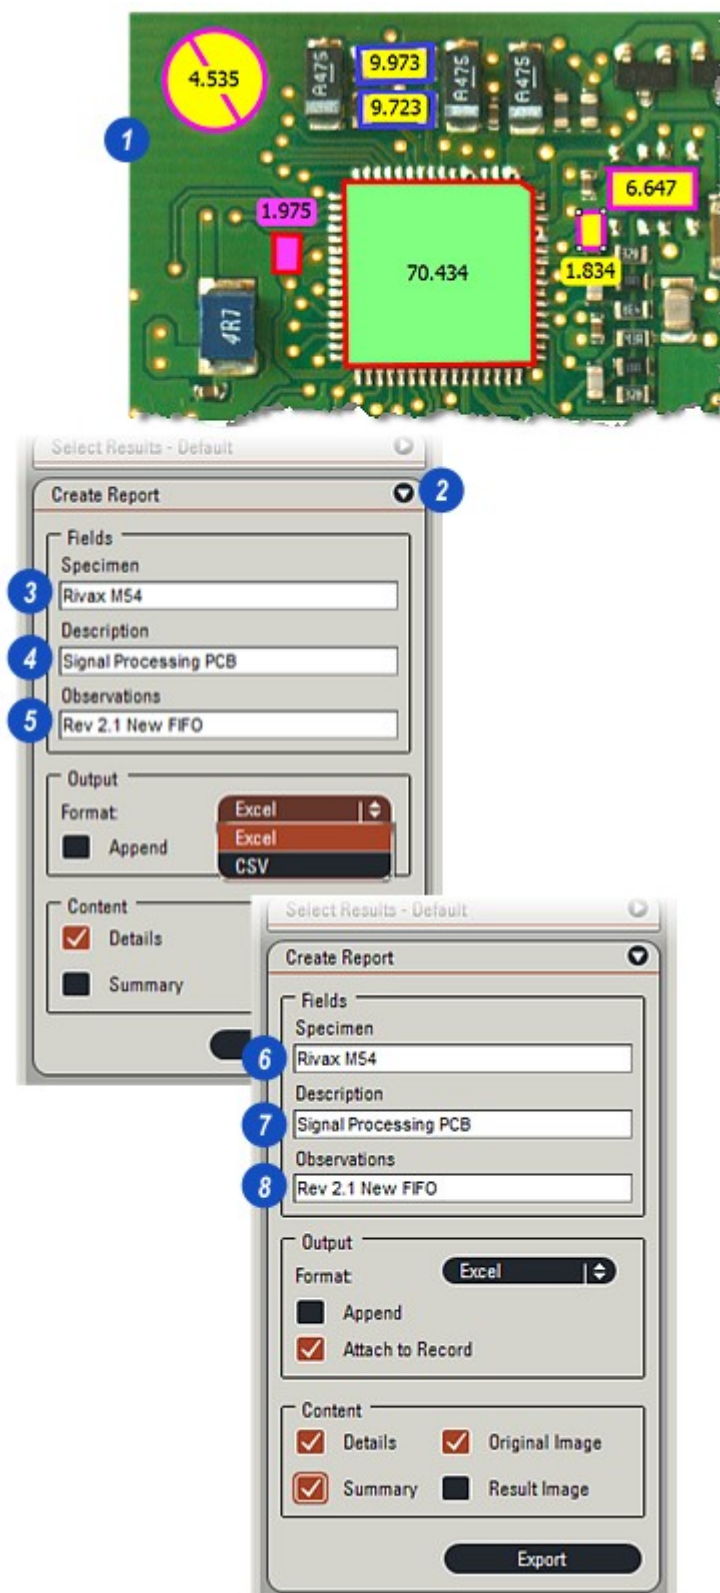 4.535
9.973
A475
A475
A475
9.723
1
1.975
6.647
1.834
70.434
4R7
Select Results - Default
Create Report
2
Fields
Specimen
3
Rivax M54
Description
4
Signal Processing PCB
Observations
5
Rev 2.1 New FIFO
Output
Format:
Excel
Excel
Append
CSV
Content
Details
Summary
Select Results - Default
Create Report
Fields
Specimen
6
Rivax M54
Description
7
Signal Processing PCB
Observations
8
Rev 2.1 New FIFO
Output
Format:
Excel
Append
Attach to Record
Content
Details Original Image
Summary Result Image
Export